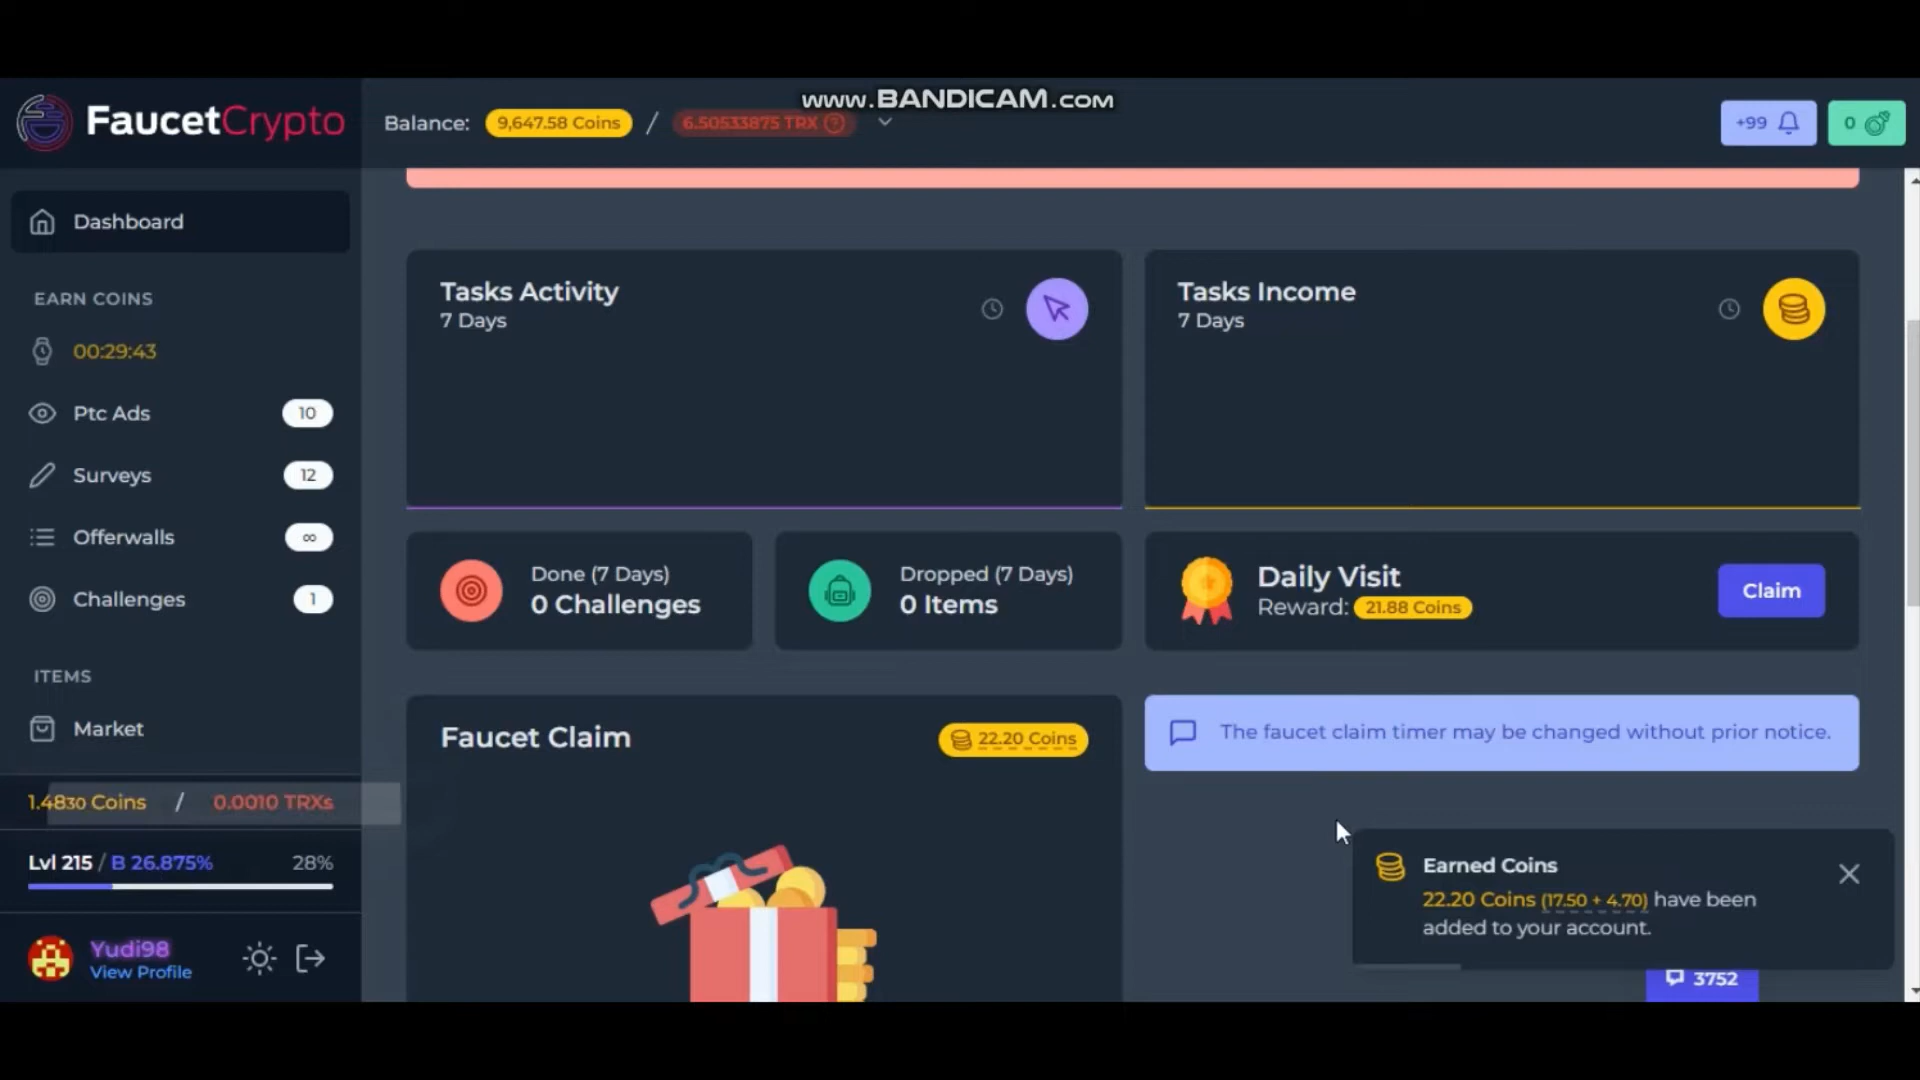 www.BANDICAM.com
FaucetCrypto
Balance: 9,647.58 Coins / 6.50533875 TRX
+99
0
Dashboard
EARN COINS
00:29:43
Ptc Ads 10
Surveys 12
Offerwalls ∞
Challenges 1
ITEMS
Market
1.4830 Coins / 0.0010 TRXs
Lvl 215 / B 26.875% 28%
Yudi98
View Profile
Tasks Activity
7 Days
Tasks Income
7 Days
Done (7 Days)
0 Challenges
Dropped (7 Days)
0 Items
Daily Visit
Reward: 21.88 Coins
Claim
Faucet Claim 22.20 Coins
The faucet claim timer may be changed without prior notice.
Earned Coins
22.20 Coins (17.50 + 4.70) have been
added to your account.
3752